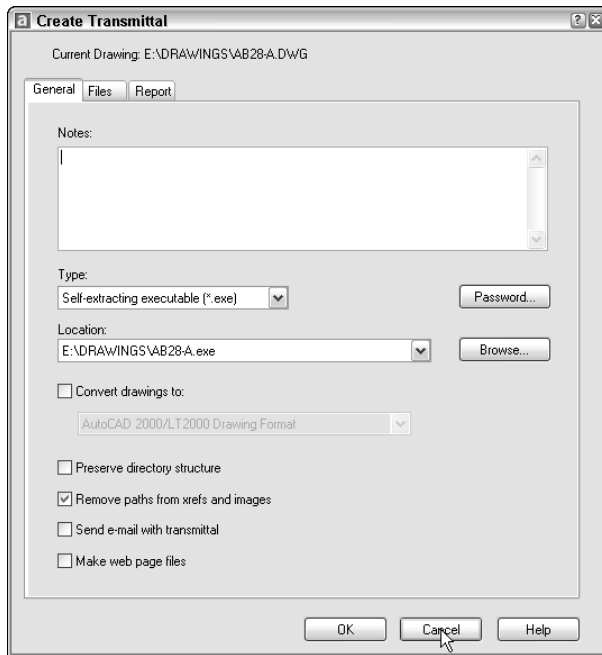 a Create Transmittal ? X
Current Drawing: E:\DRAWINGS\AB28-A.DWG
General Files Report
Notes:
Type:
Self-extracting executable (*.exe) Password...
Location:
E:\DRAWINGS\AB28-A.exe Browse...
Convert drawings to:
AutoCAD 2000/LT2000 Drawing Format
Preserve directory structure
Remove paths from xrefs and images
Send e-mail with transmittal
Make web page files
OK Cancel Help